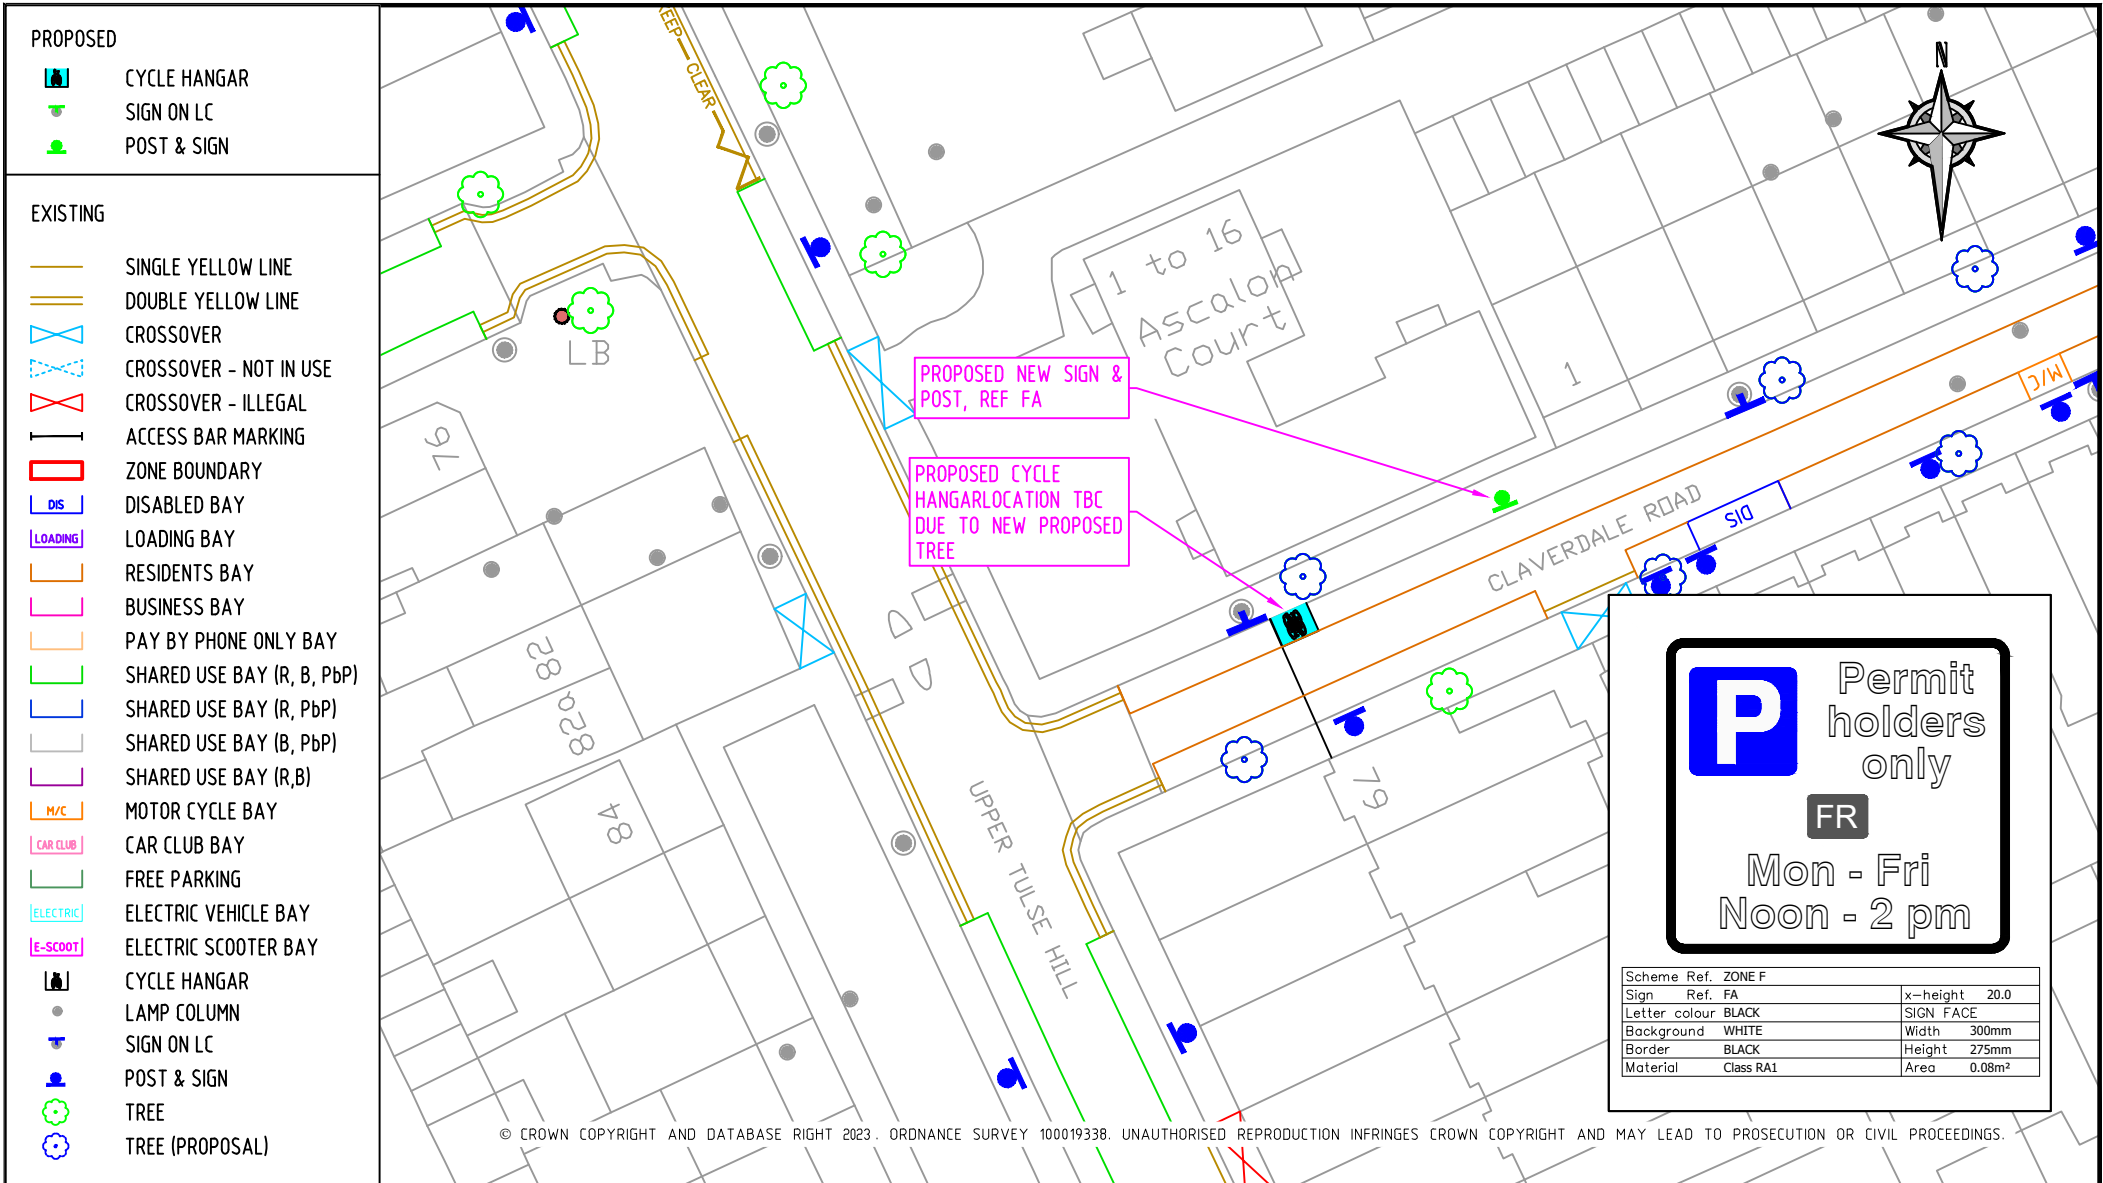 PROPOSED
CYCLE HANGAR
SIGN ON LC
POST & SIGN
EXISTING
SINGLE YELLOW LINE
DOUBLE YELLOW LINE
CROSSOVER
CROSSOVER - NOT IN USE
CROSSOVER - ILLEGAL
ACCESS BAR MARKING
ZONE BOUNDARY
DIS DISABLED BAY
LOADING LOADING BAY
RESIDENTS BAY
BUSINESS BAY
PAY BY PHONE ONLY BAY
SHARED USE BAY (R, B, PbP)
SHARED USE BAY (R, PbP)
SHARED USE BAY (B, PbP)
SHARED USE BAY (R,B)
M/C MOTOR CYCLE BAY
CAR CLUB CAR CLUB BAY
FREE PARKING
ELECTRIC ELECTRIC VEHICLE BAY
E-SCOOT ELECTRIC SCOOTER BAY
CYCLE HANGAR
LAMP COLUMN
SIGN ON LC
POST & SIGN
TREE
TREE (PROPOSAL)
CLEAR
N
1 to 16
Ascalon
Court
LB
1
M/C
PROPOSED NEW SIGN &
POST, REF FA
PROPOSED CYCLE
HANGARLOCATION TBC
DUE TO NEW PROPOSED
TREE
76
CLAVERDALE ROAD
DIS
82
82a
84
79
UPPER TULSE HILL
P
Permit
holders
only
FR
Mon - Fri
Noon - 2 pm
Scheme Ref. ZONE F
Sign Ref. FA x-height 20.0
Letter colour BLACK SIGN FACE
Background WHITE Width 300mm
Border BLACK Height 275mm
Material Class RA1 Area 0.08m²
© CROWN COPYRIGHT AND DATABASE RIGHT 2023. ORDNANCE SURVEY 100019338. UNAUTHORISED REPRODUCTION INFRINGES CROWN COPYRIGHT AND MAY LEAD TO PROSECUTION OR CIVIL PROCEEDINGS.